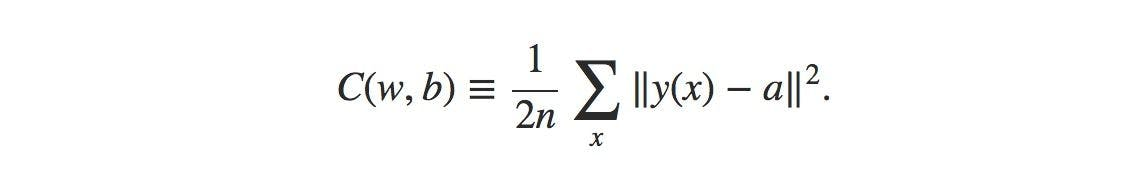 C(w, b) ≡ 1/2n ∑x ‖y(x) − a‖².